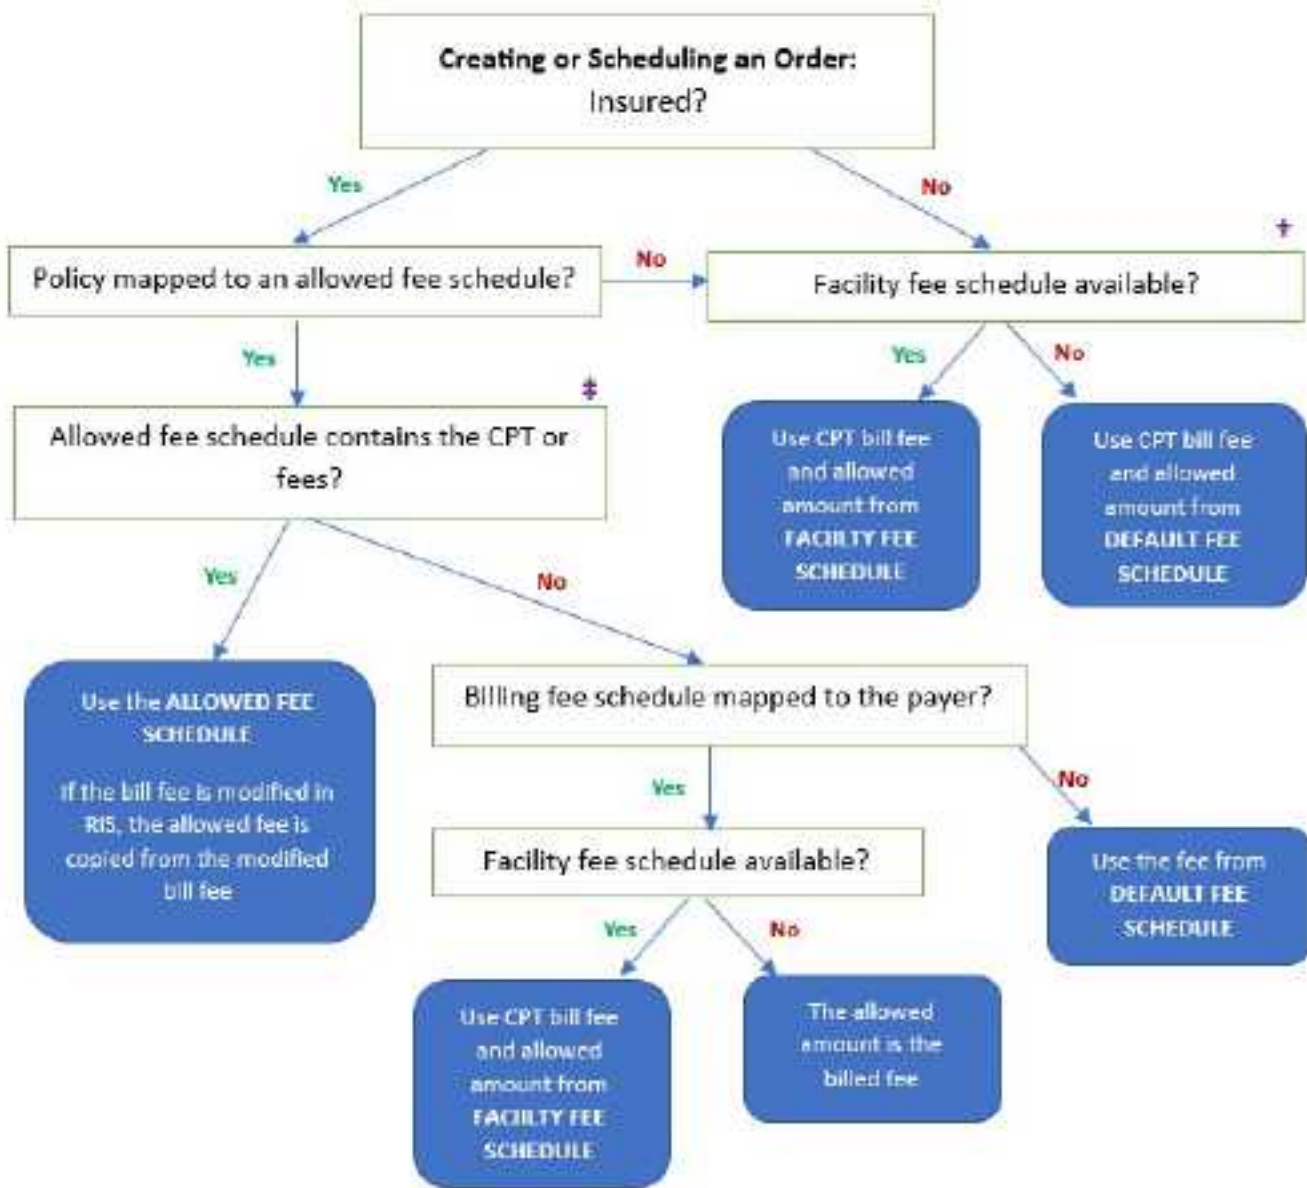 Creating or Scheduling an Order:
Insured?
Yes
No
†
Policy mapped to an allowed fee schedule?
No
Facility fee schedule available?
Yes
Yes
No
‡
Allowed fee schedule contains the CPT or
fees?
Use CPT bill fee
and allowed
amount from
FACILTY FEE
SCHEDULE
Use CPT bill fee
and allowed
amount from
DEFAULT FEE
SCHEDULE
Yes
No
Use the ALLOWED FEE
SCHEDULE
If the bill fee is modified in
RIS, the allowed fee is
copied from the modified
bill fee
Billing fee schedule mapped to the payer?
Yes
No
Facility fee schedule available?
Use the fee from
DEFAULT FEE
SCHEDULE
Yes
No
Use CPT bill fee
and allowed
amount from
FACILTY FEE
SCHEDULE
The allowed
amount is the
billed fee